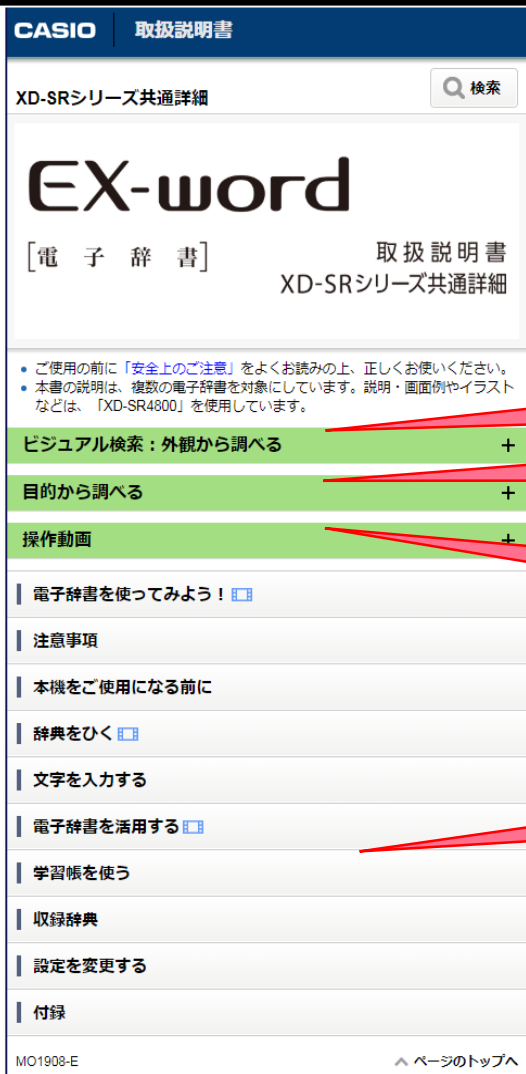 CASIO 取扱説明書
XD-SRシリーズ共通詳細
検索
EX-word
[電子辞書]
取扱説明書
XD-SRシリーズ共通詳細
• ご使用の前に「安全上のご注意」をよくお読みの上、正しくお使いください。
• 本書の説明は、複数の電子辞書を対象にしています。説明・画面例やイラスト
などは、「XD-SR4800」を使用しています。
ビジュアル検索：外観から調べる +
目的から調べる +
操作動画 +
電子辞書を使ってみよう！
注意事項
本機をご使用になる前に
辞典をひく
文字を入力する
電子辞書を活用する
学習帳を使う
収録辞典
設定を変更する
付録
MO1908-E
ページのトップへ